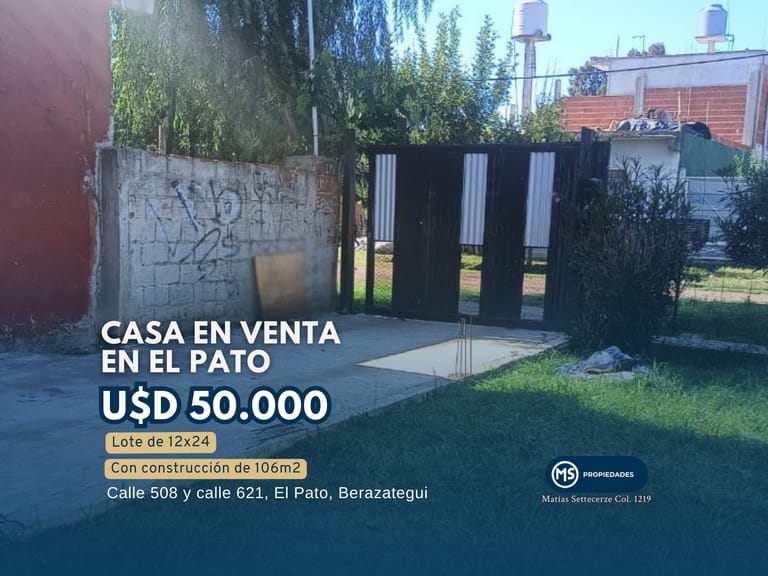 CASA EN VENTA
EN EL PATO
U$D 50.000
Lote de 12x24
Con construcción de 106m2
Calle 508 y calle 621, El Pato, Berazategui
MS PROPIEDADES
Matías Settecerze Col. 1219